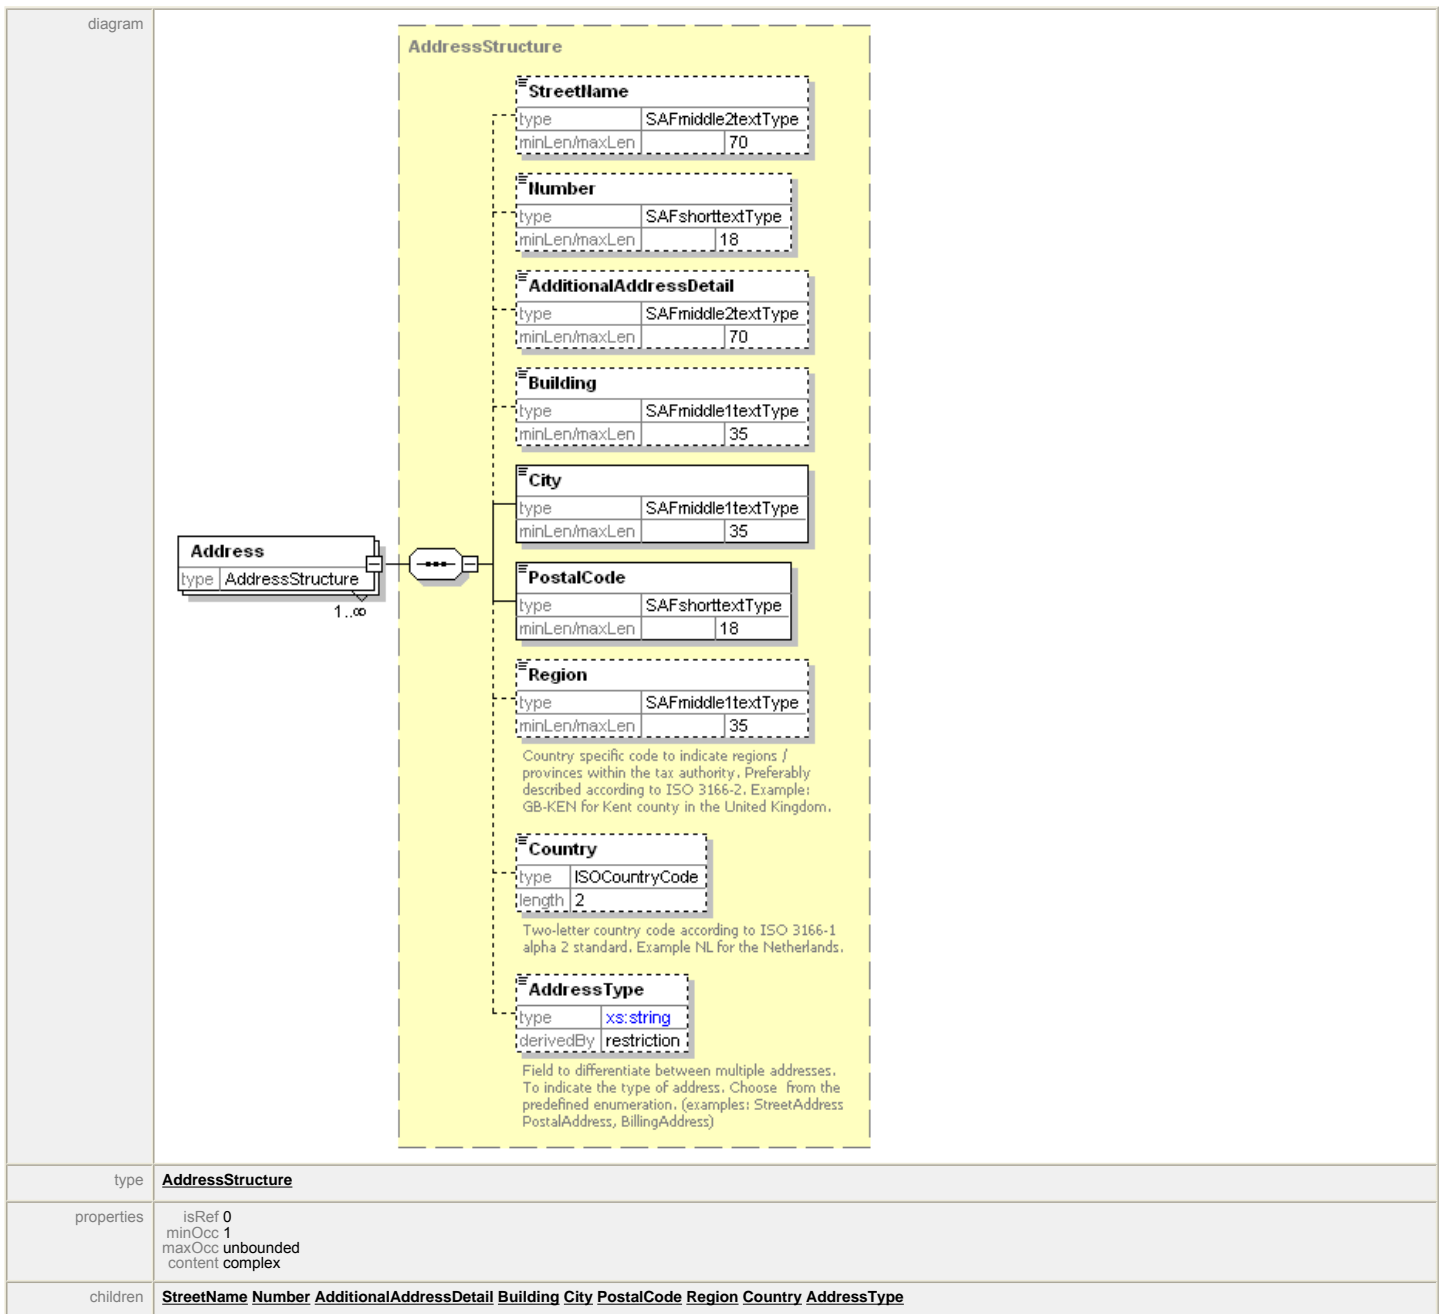 diagram
AddressStructure
StreetName
type SAFmiddle2textType
minLen/maxLen 70
Number
type SAFshorttextType
minLen/maxLen 18
AdditionalAddressDetail
type SAFmiddle2textType
minLen/maxLen 70
Building
type SAFmiddle1textType
minLen/maxLen 35
City
type SAFmiddle1textType
minLen/maxLen 35
Address
type AddressStructure
1..∞
PostalCode
type SAFshorttextType
minLen/maxLen 18
Region
type SAFmiddle1textType
minLen/maxLen 35
Country specific code to indicate regions /
provinces within the tax authority. Preferably
described according to ISO 3166-2. Example:
GB-KEN for Kent county in the United Kingdom.
Country
type ISOCountryCode
length 2
Two-letter country code according to ISO 3166-1
alpha 2 standard. Example NL for the Netherlands.
AddressType
type xs:string
derivedBy restriction
Field to differentiate between multiple addresses.
To indicate the type of address. Choose from the
predefined enumeration. (examples: StreetAddress
PostalAddress, BillingAddress)
type AddressStructure
properties isRef 0
minOcc 1
maxOcc unbounded
content complex
children StreetName Number AdditionalAddressDetail Building City PostalCode Region Country AddressType